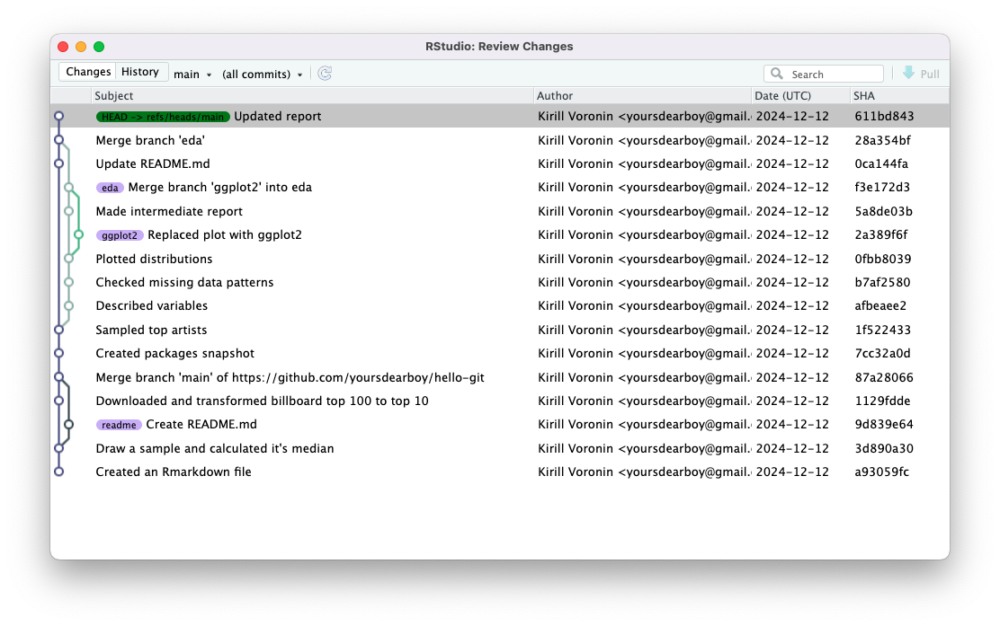 RStudio: Review Changes
Changes History main (all commits) Search Pull
Subject Author Date (UTC) SHA
HEAD -> refs/heads/main Updated report Kirill Voronin <yoursdearboy@gmail. 2024-12-12 611bd843
Merge branch 'eda' Kirill Voronin <yoursdearboy@gmail. 2024-12-12 28a354bf
Update README.md Kirill Voronin <yoursdearboy@gmail. 2024-12-12 0ca144fa
eda Merge branch 'ggplot2' into eda Kirill Voronin <yoursdearboy@gmail. 2024-12-12 f3e172d3
Made intermediate report Kirill Voronin <yoursdearboy@gmail. 2024-12-12 5a8de03b
ggplot2 Replaced plot with ggplot2 Kirill Voronin <yoursdearboy@gmail. 2024-12-12 2a389f6f
Plotted distributions Kirill Voronin <yoursdearboy@gmail. 2024-12-12 0fbb8039
Checked missing data patterns Kirill Voronin <yoursdearboy@gmail. 2024-12-12 b7af2580
Described variables Kirill Voronin <yoursdearboy@gmail. 2024-12-12 afbeaee2
Sampled top artists Kirill Voronin <yoursdearboy@gmail. 2024-12-12 1f522433
Created packages snapshot Kirill Voronin <yoursdearboy@gmail. 2024-12-12 7cc32a0d
Merge branch 'main' of https://github.com/yoursdearboy/hello-git Kirill Voronin <yoursdearboy@gmail. 2024-12-12 87a28066
Downloaded and transformed billboard top 100 to top 10 Kirill Voronin <yoursdearboy@gmail. 2024-12-12 1129fdde
readme Create README.md Kirill Voronin <yoursdearboy@gmail. 2024-12-12 9d839e64
Draw a sample and calculated it's median Kirill Voronin <yoursdearboy@gmail. 2024-12-12 3d890a30
Created an Rmarkdown file Kirill Voronin <yoursdearboy@gmail. 2024-12-12 a93059fc